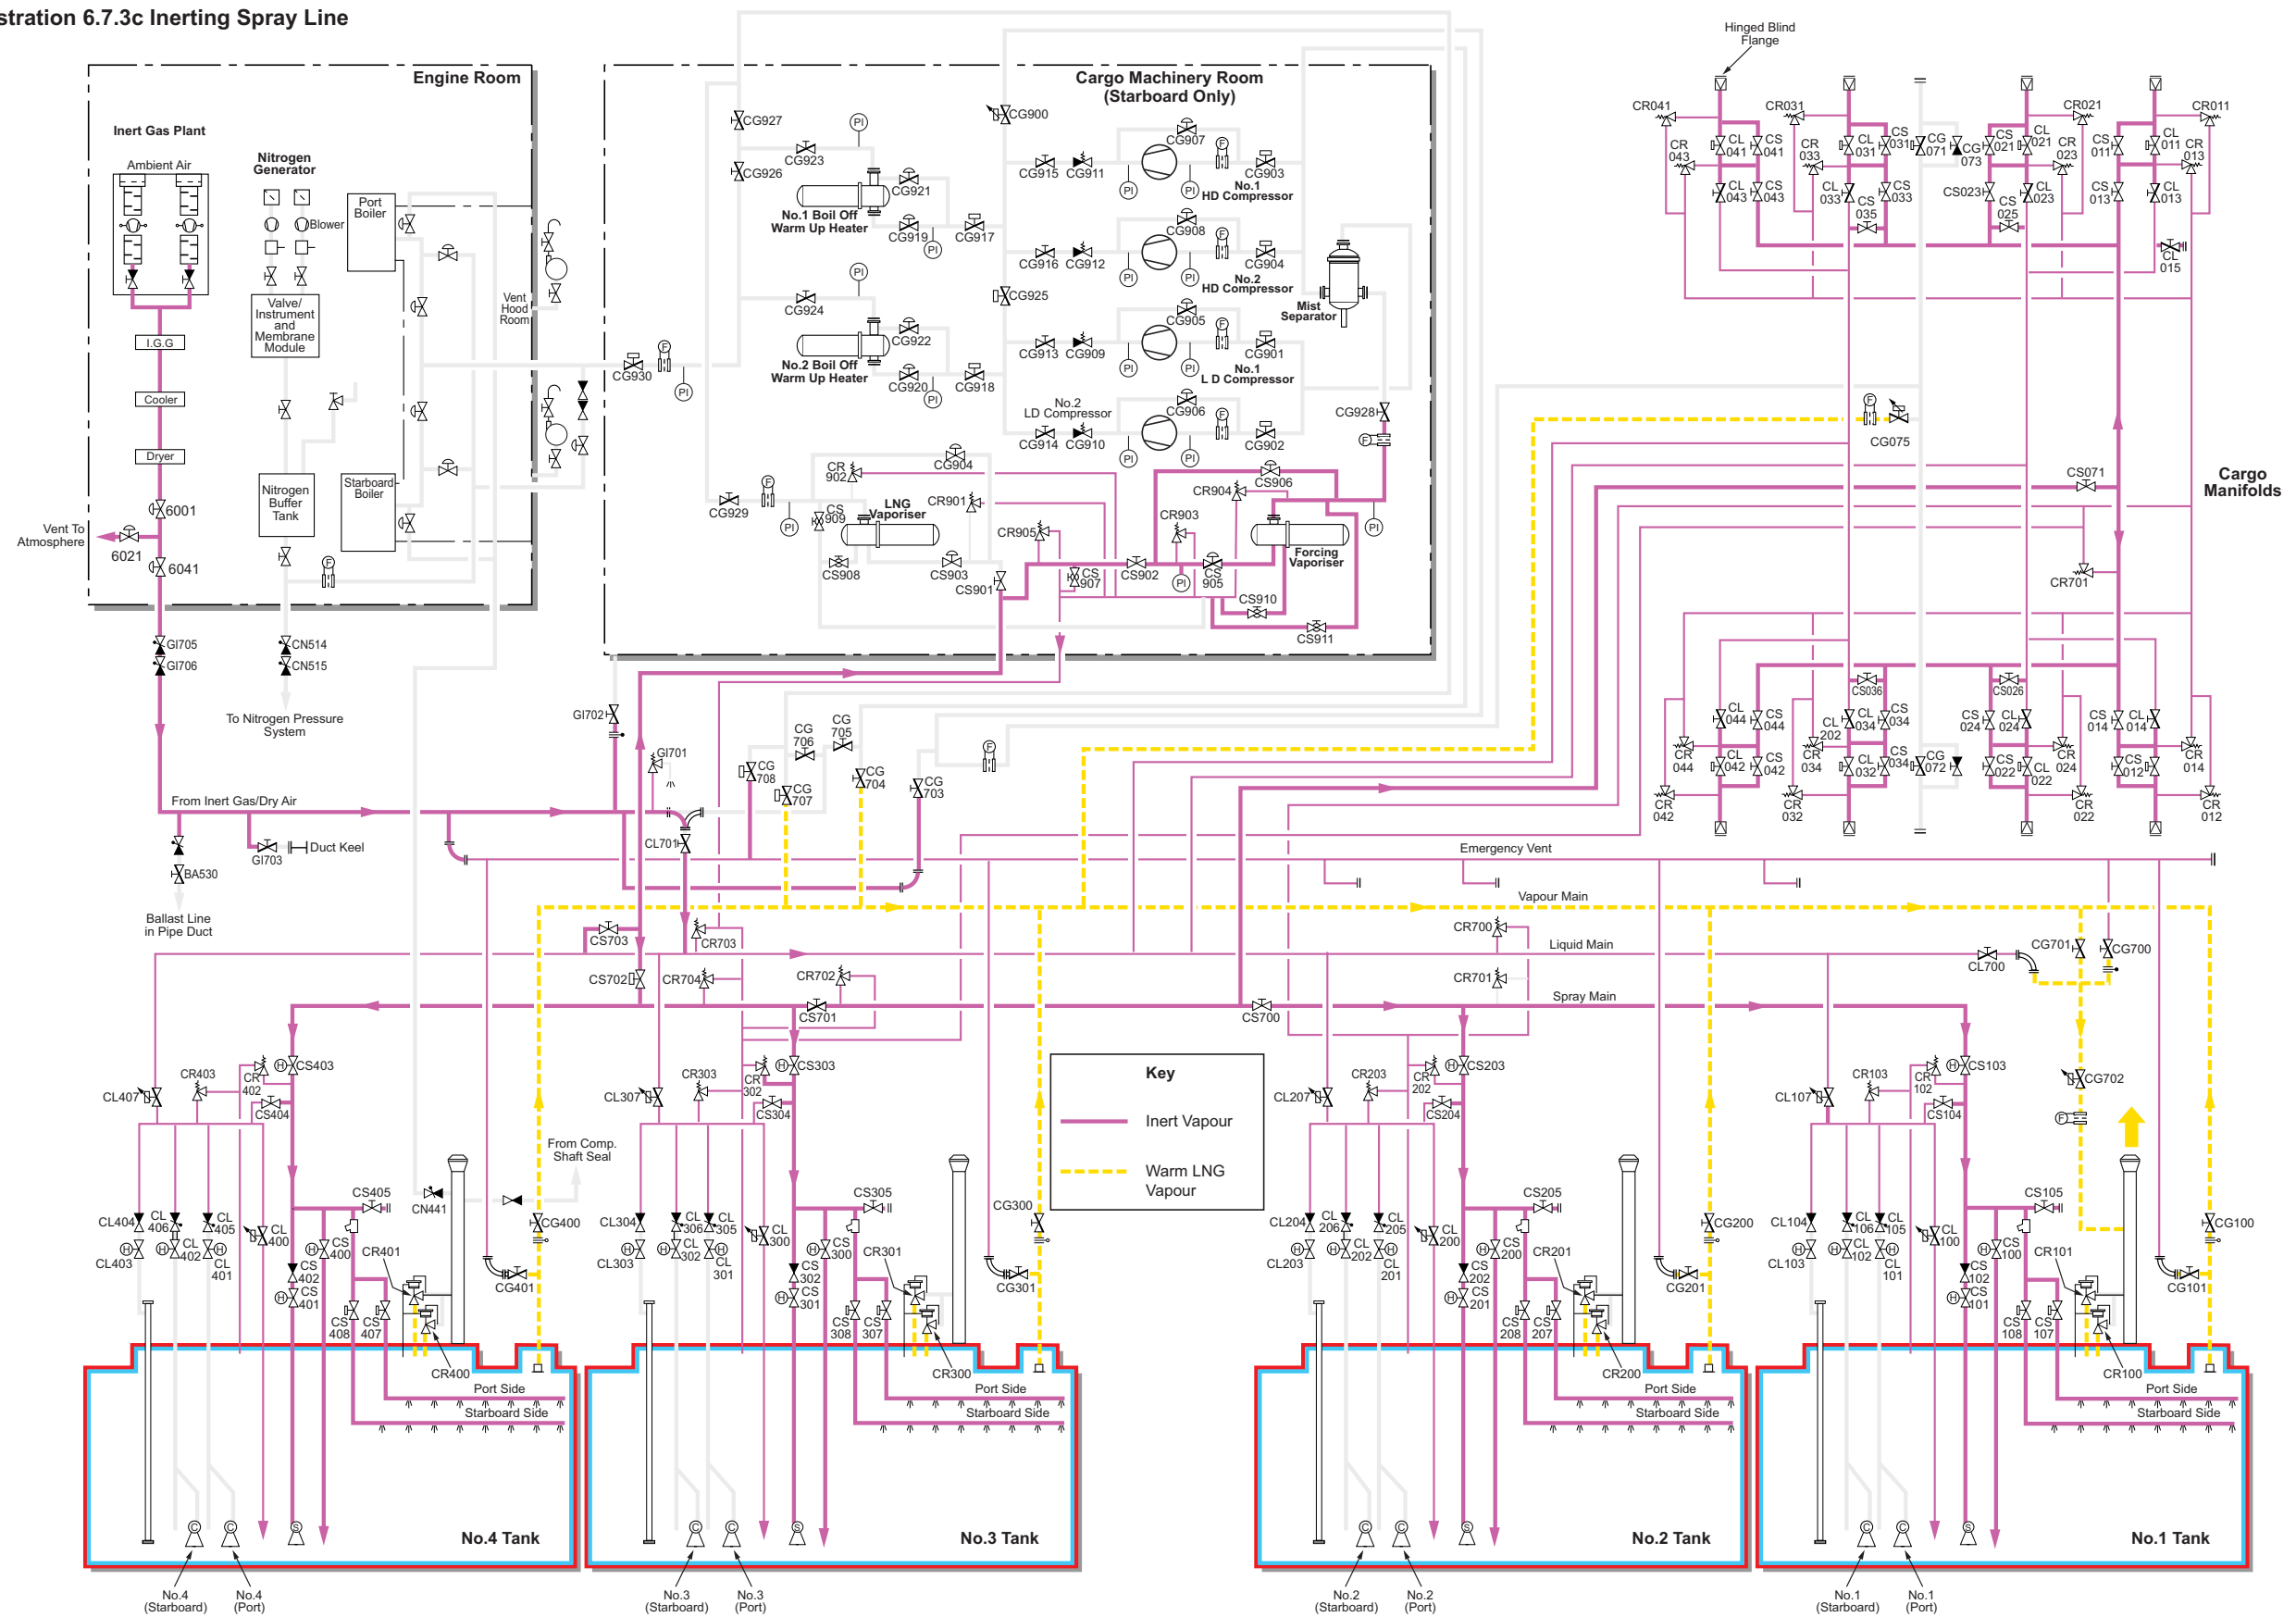 stration 6.7.3c Inerting Spray Line
Engine Room
Inert Gas Plant
Ambient Air
Nitrogen
Generator
Blower
Port
Boiler
Valve/
Instrument
and
Membrane
Module
Vent
Hood
Room
I.G.G
Cooler
Dryer
6001
Vent To
Atmosphere
6021
6041
Nitrogen
Buffer
Tank
Starboard
Boiler
F
GI705
GI706
CN514
CN515
To Nitrogen Pressure
System
Cargo Machinery Room
(Starboard Only)
CG927
CG923
PI
CG926
CG921
No.1 Boil Off
Warm Up Heater
CG919
PI
CG917
CG924
PI
CG922
No.2 Boil Off
Warm Up Heater
CG920
PI
CG918
CG930
F
PI
CG900
CG915
CG911
CG907
PI
PI
F
CG903
No.1
HD Compressor
CG916
CG912
CG908
PI
PI
F
CG904
No.2
HD Compressor
CG925
CG913
CG909
CG905
PI
PI
F
CG901
No.1
L D Compressor
No.2
LD Compressor
CG914
CG910
CG906
PI
PI
F
CG902
Mist
Separator
CG928
F
CG929
F
PI
CR
902
CG904
CR901
CS
909
LNG
Vaporiser
CS908
CS903
CS901
CR905
CS
907
CS902
CR903
PI
CS
905
CR904
CS906
PI
Forcing
Vaporiser
CS910
CS911
Hinged Blind
Flange
CR041
CR031
CR021
CR011
CR
043
CL
041
CS
041
CR
033
CL
031
CS
031
CG
071
CG
073
CS
021
CL
021
CR
023
CS
011
CL
011
CR
013
CL
043
CS
043
CL
033
CS
033
CS
035
CS023
CS
025
CL
023
CS
013
CL
013
CL
015
F
CG075
CS071
Cargo
Manifolds
CR701
CS036
CS026
CL
044
CS
044
CL
202
CL
034
CS
034
CS
024
CL
024
CS
014
CL
014
CR
044
CL
042
CS
042
CR
034
CL
032
CS
034
CG
072
CS
022
CL
022
CR
024
CS
012
CR
014
CR
042
CR
032
CR
022
CR
012
GI702
GI701
CG
706
CG
705
CG
708
CG
707
CG
704
CG
703
F
From Inert Gas/Dry Air
GI703
Duct Keel
BA530
Ballast Line
in Pipe Duct
CL701
Emergency Vent
Vapour Main
CS703
CR703
CR700
Liquid Main
CL700
CG701
CG700
CS702
CR704
CR702
CR701
Spray Main
CS701
CS700
Key
Inert Vapour
Warm LNG
Vapour
CR403
CR
402
H
CS403
CL407
CS404
CS405
CL404
CL
406
CL
405
CL
400
H
CL403
H
CL
402
H
CL
401
H
CS
400
CS
402
H
CS
401
CS
408
CS
407
CR401
CR400
CN441
From Comp.
Shaft Seal
CG400
CG401
Port Side
Starboard Side
C
C
S
No.4 Tank
No.4
(Starboard)
No.4
(Port)
CR303
CR
302
H
CS303
CL307
CS304
CS305
CL304
CL
306
CL
305
CL
300
H
CL303
H
CL
302
H
CL
301
H
CS
300
CS
302
H
CS
301
CS
308
CS
307
CR301
CR300
CG300
CG301
Port Side
Starboard Side
C
C
S
No.3 Tank
No.3
(Starboard)
No.3
(Port)
CR203
CR
202
H
CS203
CL207
CS204
CS205
CL204
CL
206
CL
205
CL
200
H
CL203
H
CL
202
H
CL
201
H
CS
200
CS
202
H
CS
201
CS
208
CS
207
CR201
CR200
CG200
CG201
Port Side
Starboard Side
C
C
S
No.2 Tank
No.2
(Starboard)
No.2
(Port)
CR103
CR
102
H
CS103
CL107
CS104
CS105
CG702
F
CL104
CL
106
CL
105
CL
100
H
CL103
H
CL
102
H
CL
101
H
CS
100
CS
102
H
CS
101
CS
108
CS
107
CR101
CR100
CG100
CG101
Port Side
Starboard Side
C
C
S
No.1 Tank
No.1
(Starboard)
No.1
(Port)